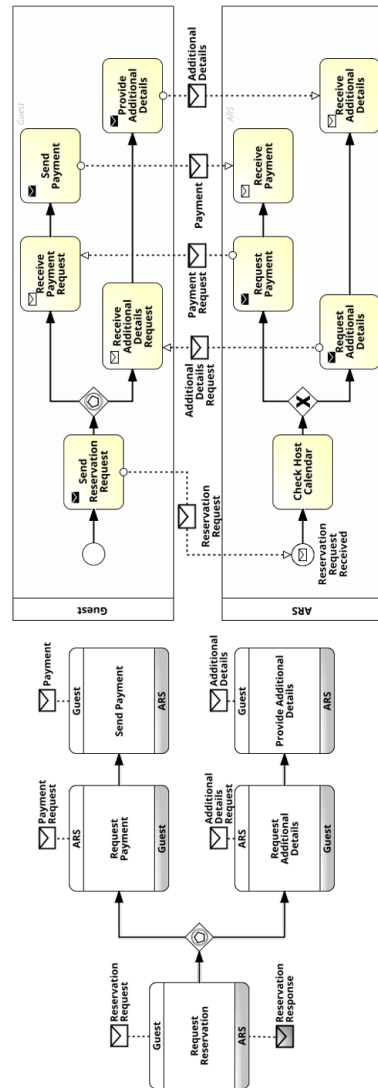 Reservation
Request
Guest
Request
Reservation
ARS
Reservation
Response
Payment
Request
ARS
Request
Payment
Guest
Payment
Guest
Send Payment
ARS
Additional
Details
Request
ARS
Request
Additional
Details
Guest
Additional
Details
Guest
Provide Additional
Details
ARS
Guest
Guest
Send
Reservation
Request
Receive
Payment
Request
Send
Payment
Receive
Additional
Details
Request
Provide
Additional
Details
Reservation
Request
Additional
Details
Request
Payment
Request
Payment
Additional
Details
ARS
ARS
Reservation
Request
Received
Check Host
Calendar
Request
Payment
Receive
Payment
Request
Additional
Details
Receive
Additional
Details